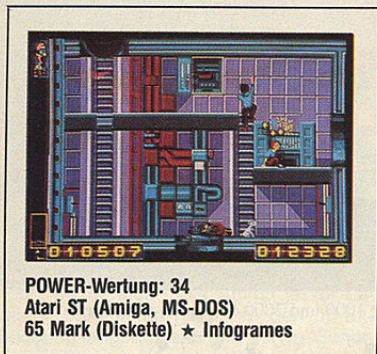 010507 012328
POWER-Wertung: 34
Atari ST (Amiga, MS-DOS)
65 Mark (Diskette) ★ Infogrames